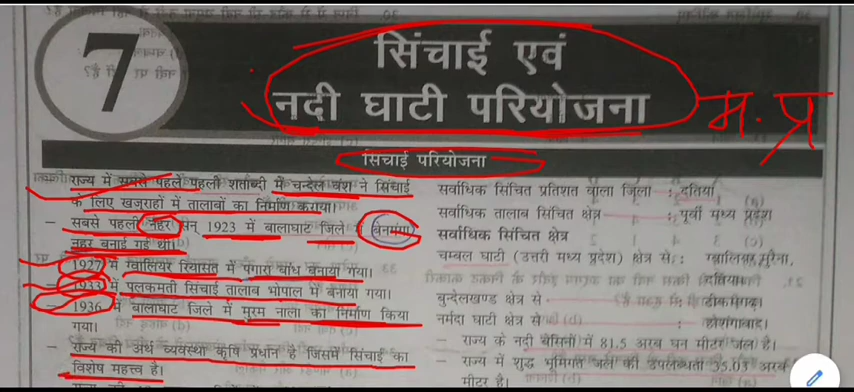 7
सिंचाई एवं
नदी घाटी परियोजना
म. प्र
सिंचाई परियोजना
राज्य में सबसे पहले पहली शताब्दी में चन्देल वंश ने सिंचाई
के लिए खजुराहों में तालाबों का निर्माण कराया।
– सबसे पहली नहर सन् 1923 में बालाघाट जिले में
नहर बनाई गई थी।
1927 में ग्वालियर रियासत में पगारा बांध बनाया गया।
– 1933 में पुलकमती सिंचाई तालाब भोपाल में बनाया गया।
– 1936 में बालाघाट जिले में मुरम नाला का निर्माण किया
गया।
– राज्य की अर्थ व्यवस्था कृषि प्रधान है जिसमें सिंचाई का
विशेष महत्व है।
सर्वाधिक सिंचित प्रतिशत वाला जिला : दतिया
सर्वाधिक तालाब सिंचित क्षेत्र : पूर्वी मध्य प्रदेश
सर्वाधिक सिंचित क्षेत्र
चम्बल घाटी (उत्तरी मध्य प्रदेश) क्षेत्र से : ग्वालियर, मुरैना,
दतिया।
बुन्देलखण्ड क्षेत्र से : टीकमगढ़।
नर्मदा घाटी क्षेत्र से : होशंगाबाद।
– राज्य के नदी बेसिनों में 81.5 अरब घन मीटर जल है।
– राज्य में शुद्ध भूमिगत जल की उपलब्धता 35.03 अरब
मीटर है।